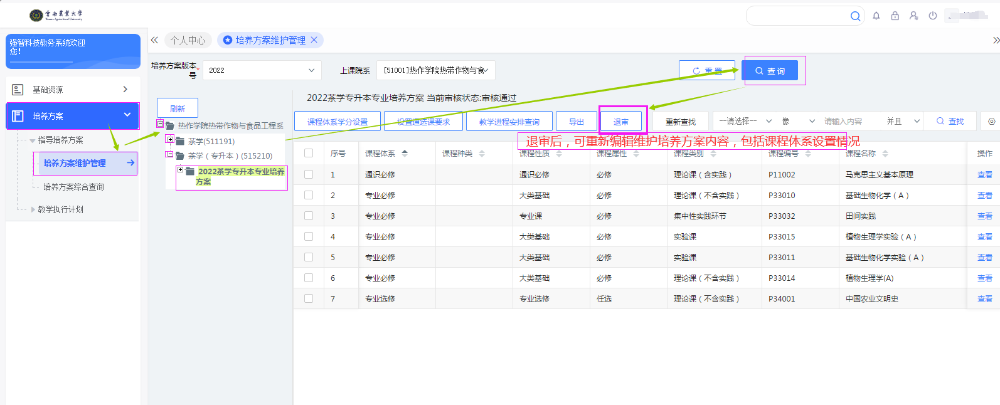 雲南農業大學
Yunnan Agricultural University
强智科技教务系统欢迎
您!
个人中心
培养方案维护管理
培养方案版本*
号
2022
上课院系
[51001]热作学院热带作物与食
重置
查询
基础资源
培养方案
指导培养方案
培养方案维护管理
培养方案综合查询
教学执行计划
刷新
热作学院热带作物与食品工程系
茶学(511191)
茶学（专升本）(515210)
2022茶学专升本专业培养
方案
2022茶学专升本专业培养方案 当前审核状态:审核通过
课程体系学分设置
设置通选课要求
教学进程安排查询
导出
退审
重新查找
--请选择--
像
请输入内容
并且
查找
退审后，可重新编辑维护培养方案内容，包括课程体系设置情况
序号 课程体系 课程种类 课程性质 课程属性 课程类别 课程编号 课程名称 操作
1 通识必修 通识必修 必修 理论课（含实践） P11002 马克思主义基本原理 查看
2 专业必修 大类基础 必修 理论课（不含实践） P33010 基础生物化学（A） 查看
3 专业必修 专业课 必修 集中性实践环节 P33032 田间实践 查看
4 专业必修 大类基础 必修 实验课 P33015 植物生理学实验（A） 查看
5 专业必修 大类基础 必修 实验课 P33011 基础生物化学实验（A） 查看
6 专业必修 大类基础 必修 理论课（不含实践） P33014 植物生理学(A) 查看
7 专业选修 专业选修 任选 理论课（不含实践） P34001 中国农业文明史 查看